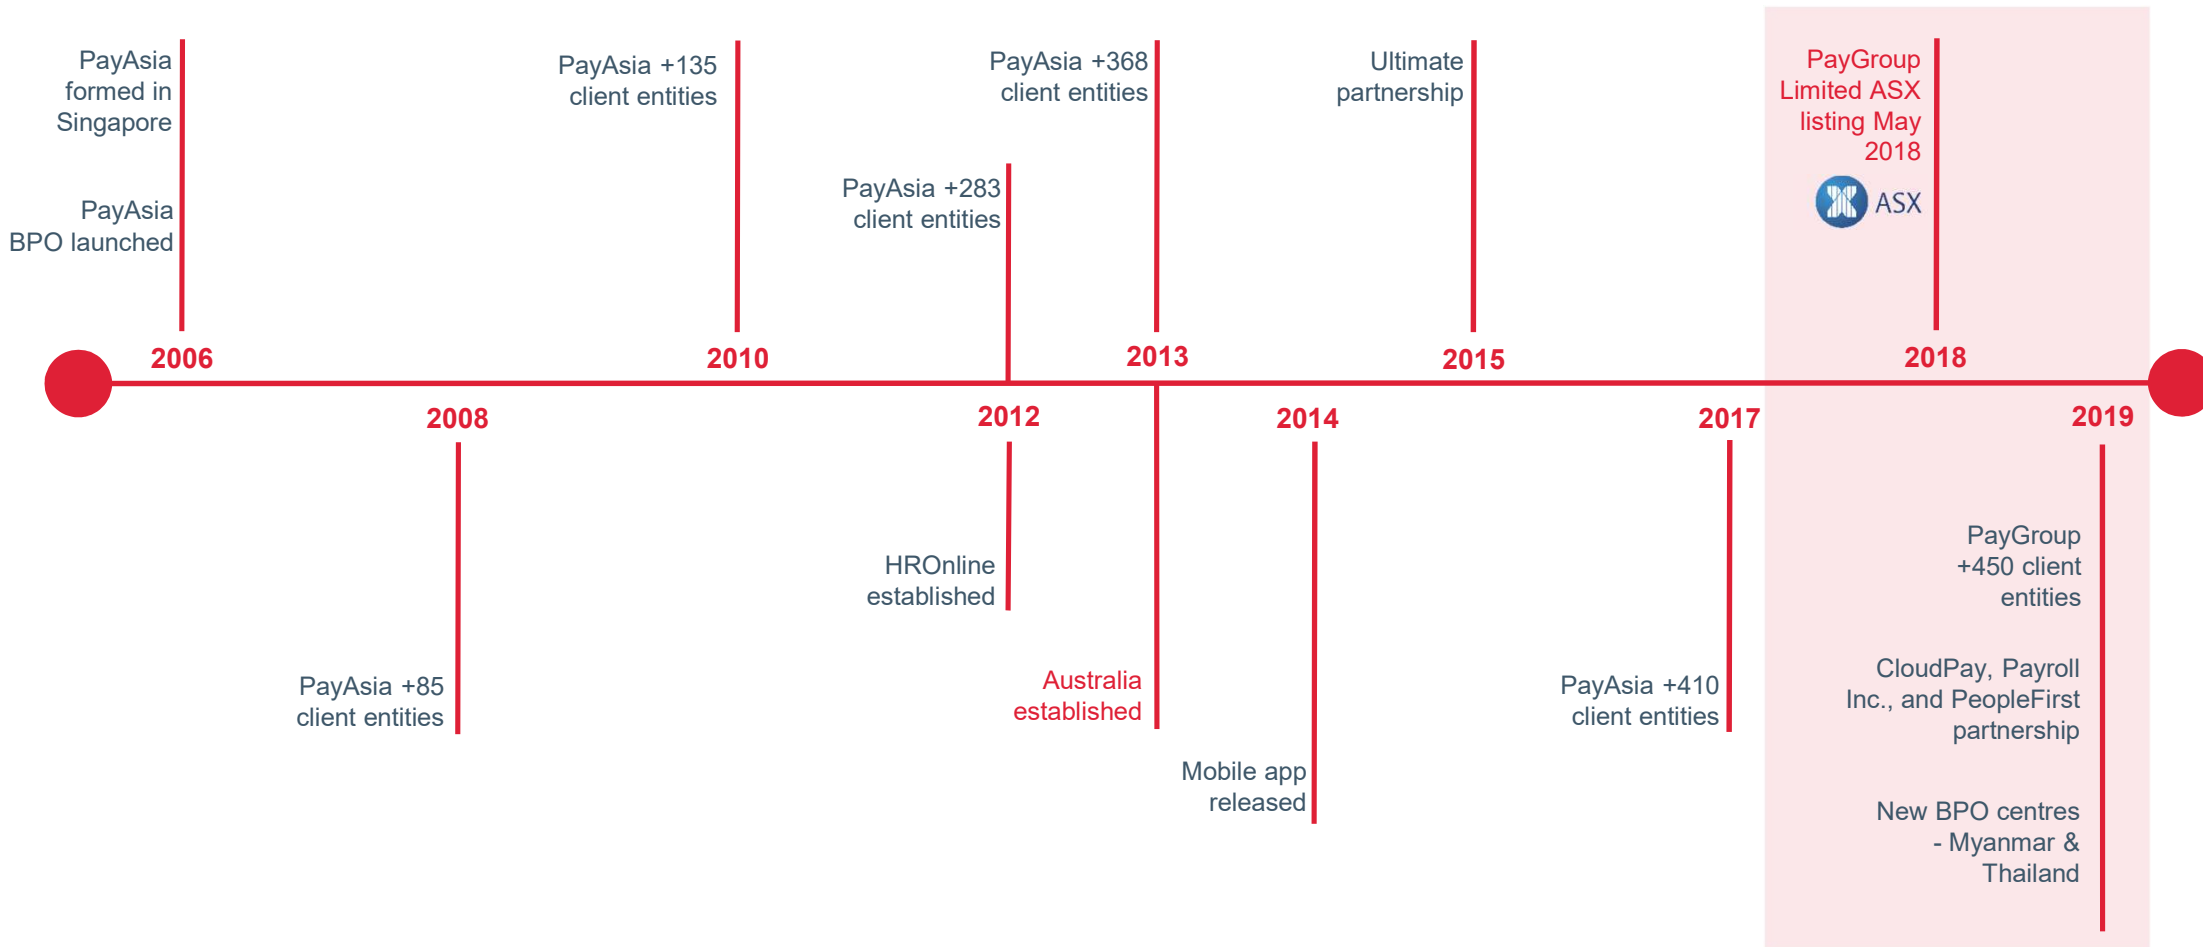 PayAsia
formed in
Singapore
PayAsia
BPO launched
2006
PayAsia +85
client entities
2008
PayAsia +135
client entities
2010
PayAsia +283
client entities
2012
HROnline
established
PayAsia +368
client entities
2013
Australia
established
2014
Mobile app
released
Ultimate
partnership
2015
2017
PayAsia +410
client entities
PayGroup
Limited ASX
listing May
2018
ASX
2018
2019
PayGroup
+450 client
entities
CloudPay, Payroll
Inc., and PeopleFirst
partnership
New BPO centres
- Myanmar &
Thailand